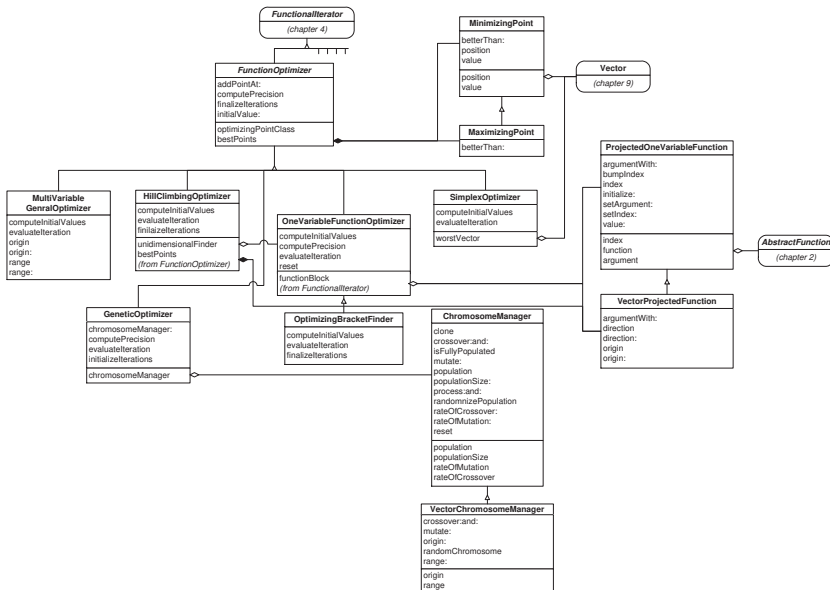 FunctionalIterator
(chapter 4)
FunctionOptimizer
addPointAt:
computePrecision
finalizeIterations
initialValue:
optimizingPointClass
bestPoints
MinimizingPoint
betterThan:
position
value
position
value
Vector
(chapter 9)
MaximizingPoint
betterThan:
ProjectedOneVariableFunction
argumentWith:
bumpIndex
index
initialize:
setArgument:
setIndex:
value:
index
function
argument
AbstractFunction
(chapter 2)
MultiVariable
GenralOptimizer
computeInitialValues
evaluateIteration
origin
origin:
range
range:
HillClimbingOptimizer
computeInitialValues
evaluateIteration
finilaizeIterations
unidimensionalFinder
bestPoints
(from FunctionOptimizer)
OneVariableFunctionOptimizer
computeInitialValues
computePrecision
evaluateIteration
reset
functionBlock
(from FunctionalIterator)
SimplexOptimizer
computeInitialValues
evaluateIteration
worstVector
GeneticOptimizer
chromosomeManager:
computePrecision
evaluateIteration
initializeIterations
chromosomeManager
OptimizingBracketFinder
computeInitialValues
evaluateIteration
finalizeIterations
ChromosomeManager
clone
crossover:and:
isFullyPopulated
mutate:
population
populationSize:
process:and:
randomnizePopulation
rateOfCrossover:
rateOfMutation:
reset
population
populationSize
rateOfMutation
rateOfCrossover
VectorProjectedFunction
argumentWith:
direction
direction:
origin
origin:
VectorChromosomeManager
crossover:and:
mutate:
origin:
randomChromosome
range:
origin
range